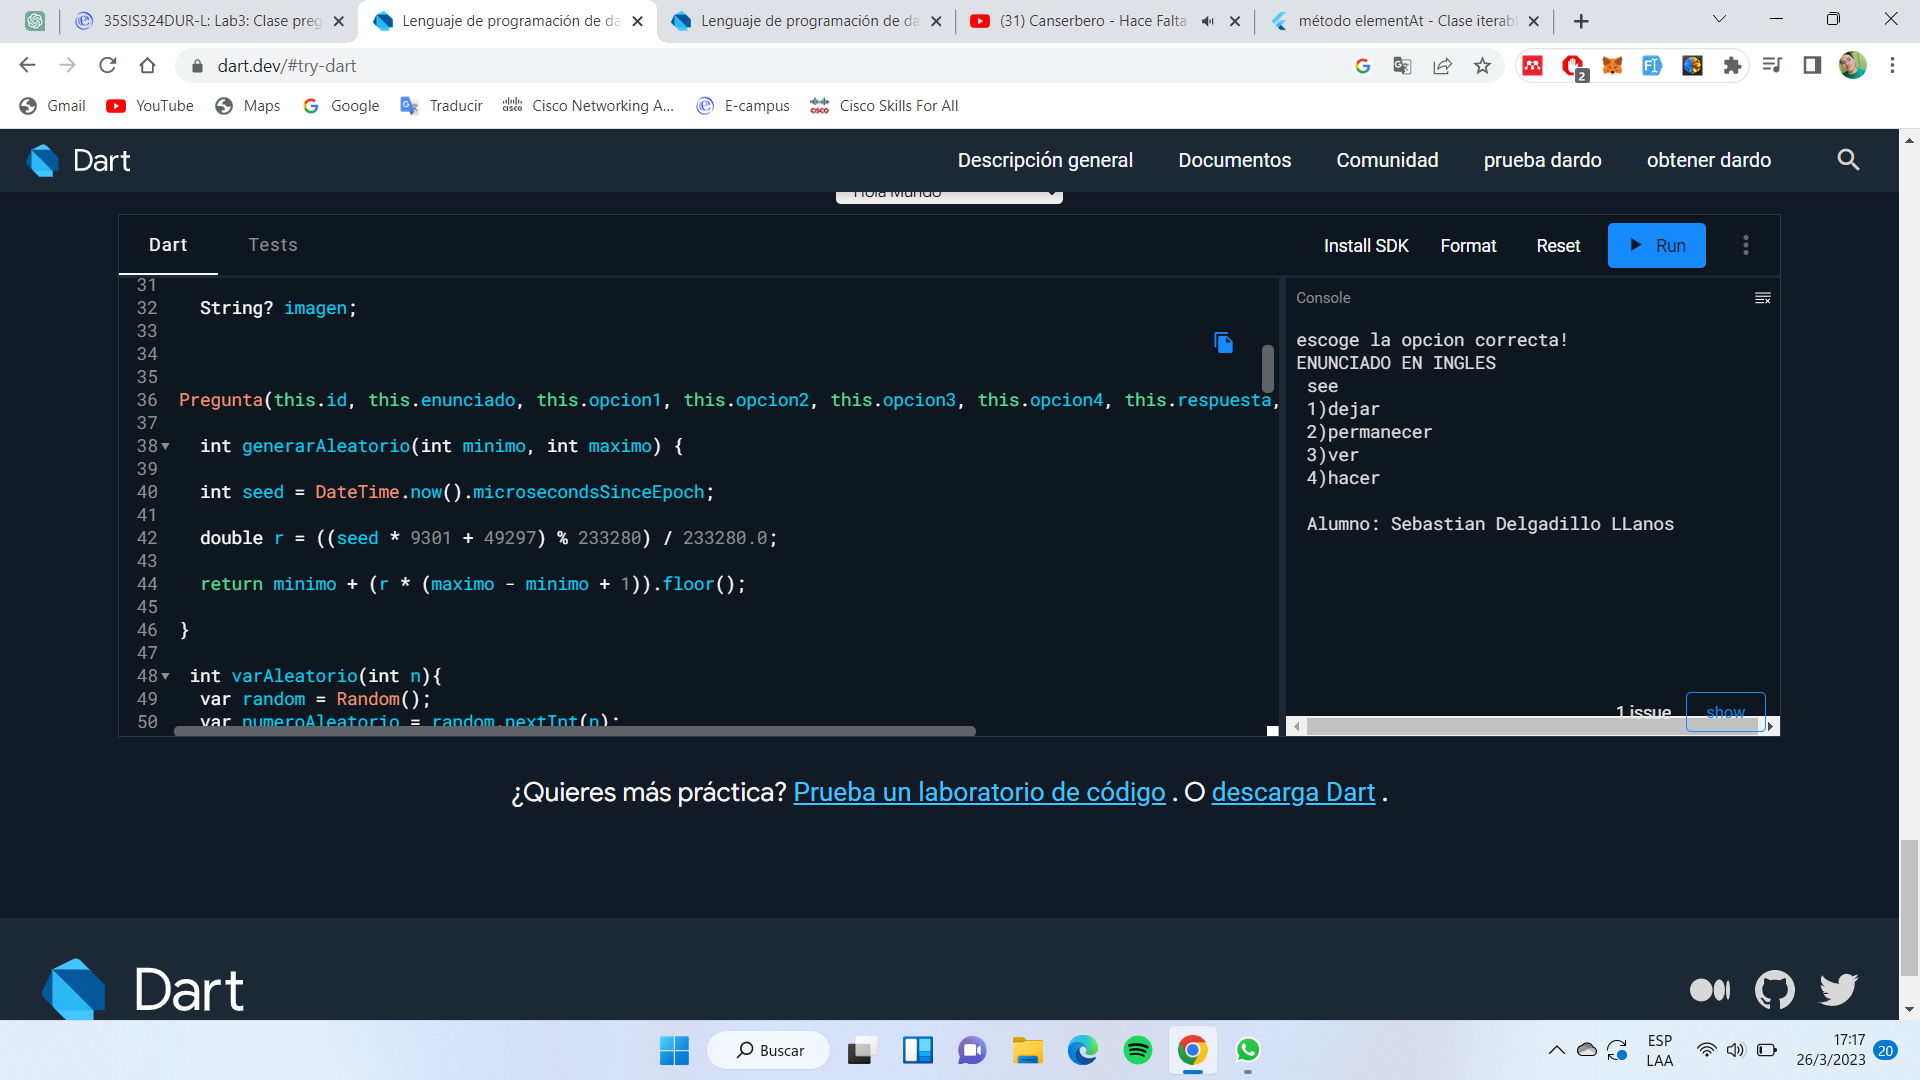 35SIS324DUR-L: Lab3: Clase preg
Lenguaje de programación de da
Lenguaje de programación de da
(31) Canserbero - Hace Falta
método elementAt - Clase iterabl
dart.dev/#try-dart
2
Gmail
YouTube
Maps
Google
Traducir
Cisco Networking A...
E-campus
Cisco Skills For All
Dart
Descripción general
Documentos
Comunidad
prueba dardo
obtener dardo
Hola Mundo
Dart
Tests
Install SDK
Format
Reset
Run
31
32 String? imagen;
33
34
35
36 Pregunta(this.id, this.enunciado, this.opcion1, this.opcion2, this.opcion3, this.opcion4, this.respuesta,
37
38 int generarAleatorio(int minimo, int maximo) {
39
40 int seed = DateTime.now().microsecondsSinceEpoch;
41
42 double r = ((seed * 9301 + 49297) % 233280) / 233280.0;
43
44 return minimo + (r * (maximo - minimo + 1)).floor();
45
46 }
47
48 int varAleatorio(int n){
49 var random = Random();
50 var numeroAleatorio = random.nextInt(n);
Console
escoge la opcion correcta!
ENUNCIADO EN INGLES
see
1)dejar
2)permanecer
3)ver
4)hacer
Alumno: Sebastian Delgadillo LLanos
1 issue
show
¿Quieres más práctica? Prueba un laboratorio de código . O descarga Dart .
Dart
Buscar
ESP
LAA
17:17
26/3/2023
20